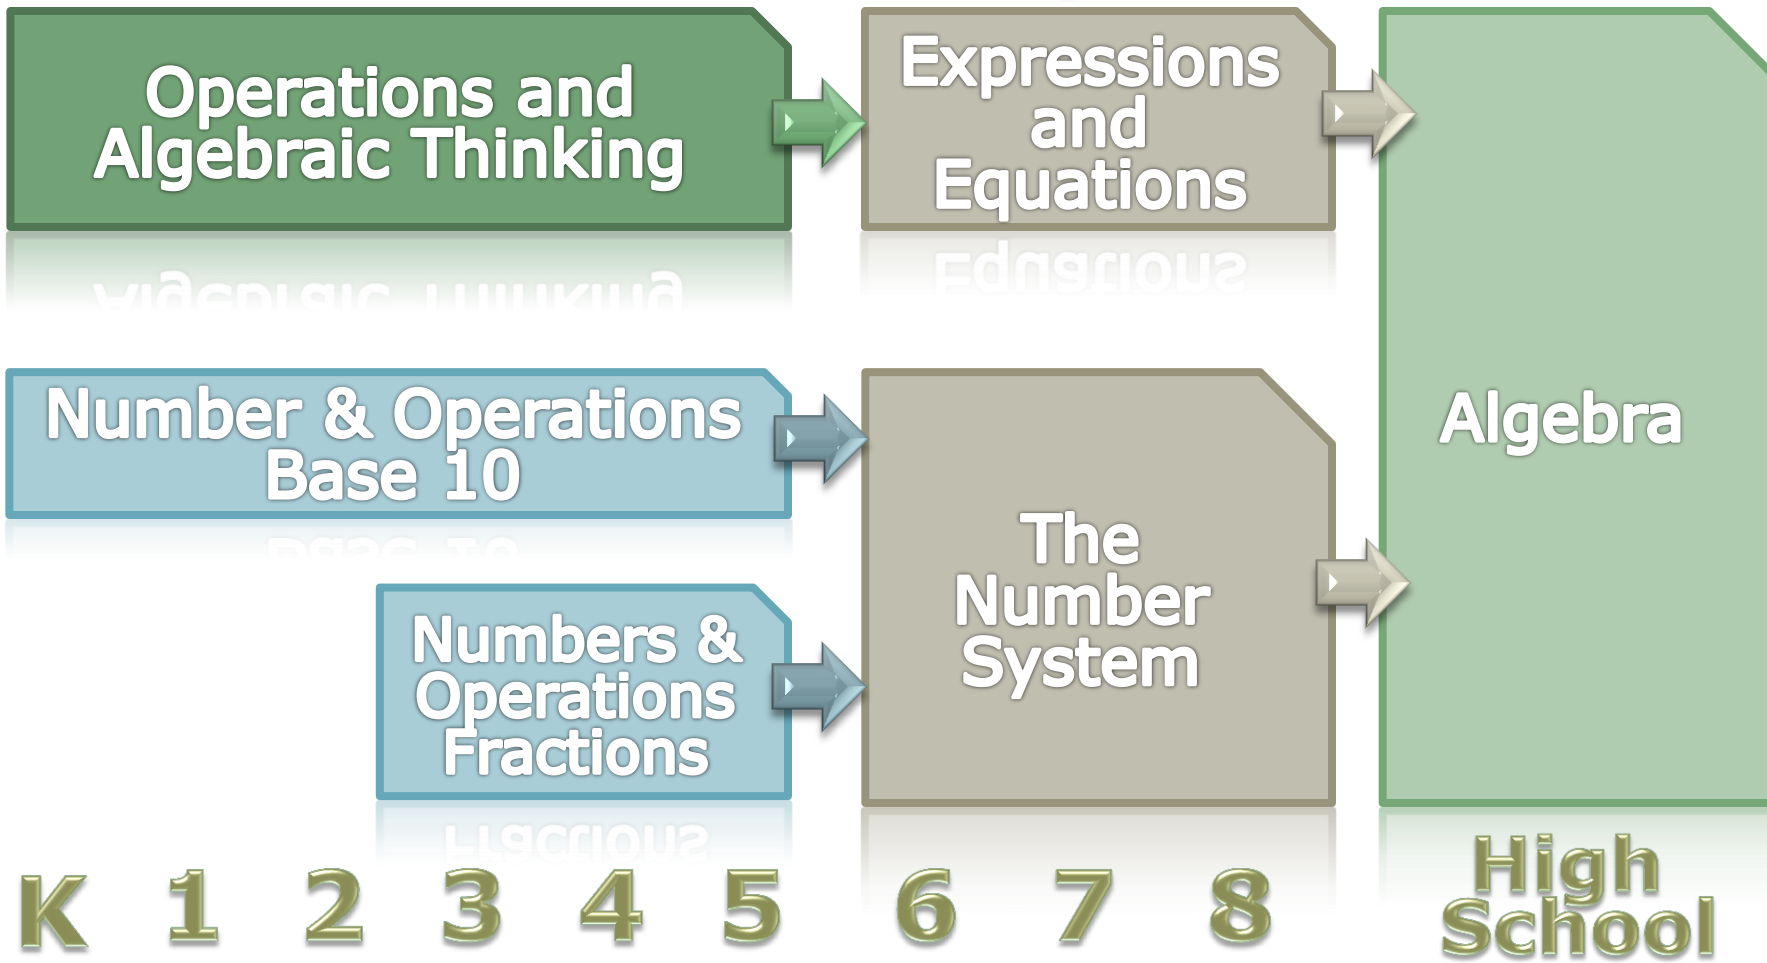 Operations and
Algebraic Thinking
Expressions
and
Equations
Number & Operations
Base 10
Numbers &
Operations
Fractions
The
Number
System
Algebra
K 1 2 3 4 5 6 7 8
High
School